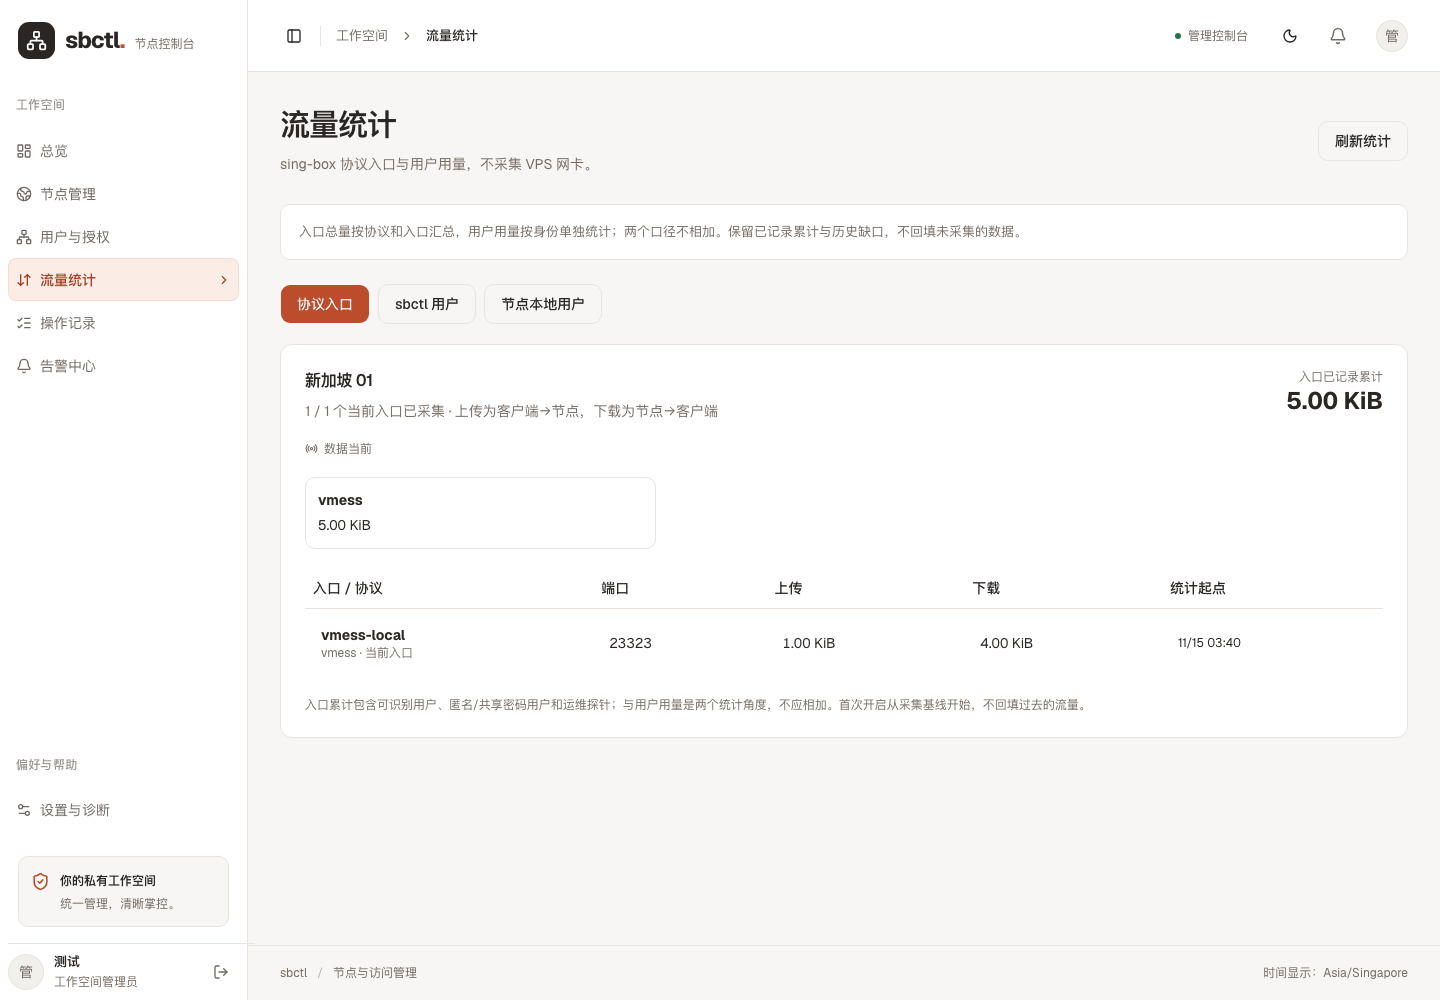 sbctl. 节点控制台
工作空间
总览
节点管理
用户与授权
流量统计
操作记录
告警中心
偏好与帮助
设置与诊断
你的私有工作空间
统一管理，清晰掌控。
管
测试
工作空间管理员
工作空间 流量统计
管理控制台
管
流量统计
sing-box 协议入口与用户用量，不采集 VPS 网卡。
刷新统计
入口总量按协议和入口汇总，用户用量按身份单独统计；两个口径不相加。保留已记录累计与历史缺口，不回填未采集的数据。
协议入口 sbctl 用户 节点本地用户
新加坡 01
1 / 1 个当前入口已采集 · 上传为客户端→节点，下载为节点→客户端
数据当前
入口已记录累计
5.00 KiB
vmess
5.00 KiB
入口 / 协议 端口 上传 下载 统计起点
vmess-local 23323 1.00 KiB 4.00 KiB 11/15 03:40
vmess · 当前入口
入口累计包含可识别用户、匿名/共享密码用户和运维探针；与用户用量是两个统计角度，不应相加。首次开启从采集基线开始，不回填过去的流量。
sbctl / 节点与访问管理
时间显示：Asia/Singapore